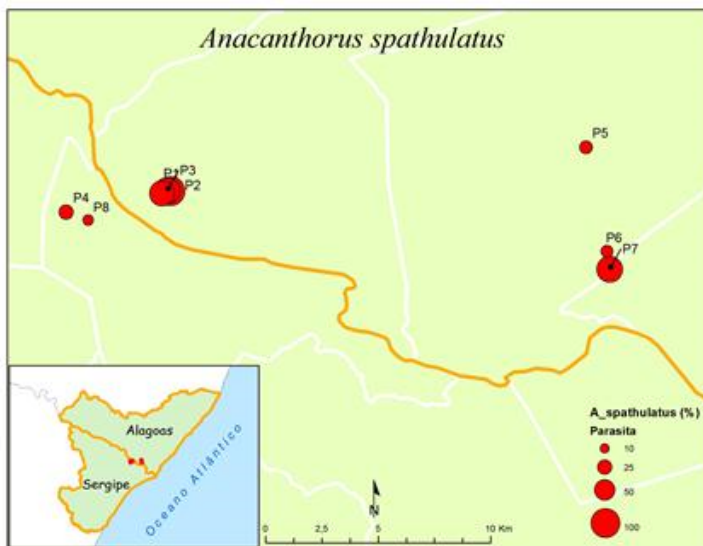 Anacanthorus spathulatus
P5
P3
P1
P2
P4
P8
P6
P7
Alagoas
Sergipe
Oceano Atlântico
A_spathulatus (%)
Parasita
10
25
50
100
N
0 2,5 5 10 Km